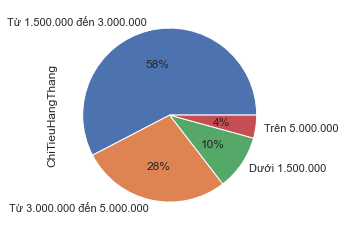 Từ 1.500.000 đến 3.000.000
58%
ChiTieuHangThang
4%
Trên 5.000.000
10%
Dưới 1.500.000
28%
Từ 3.000.000 đến 5.000.000